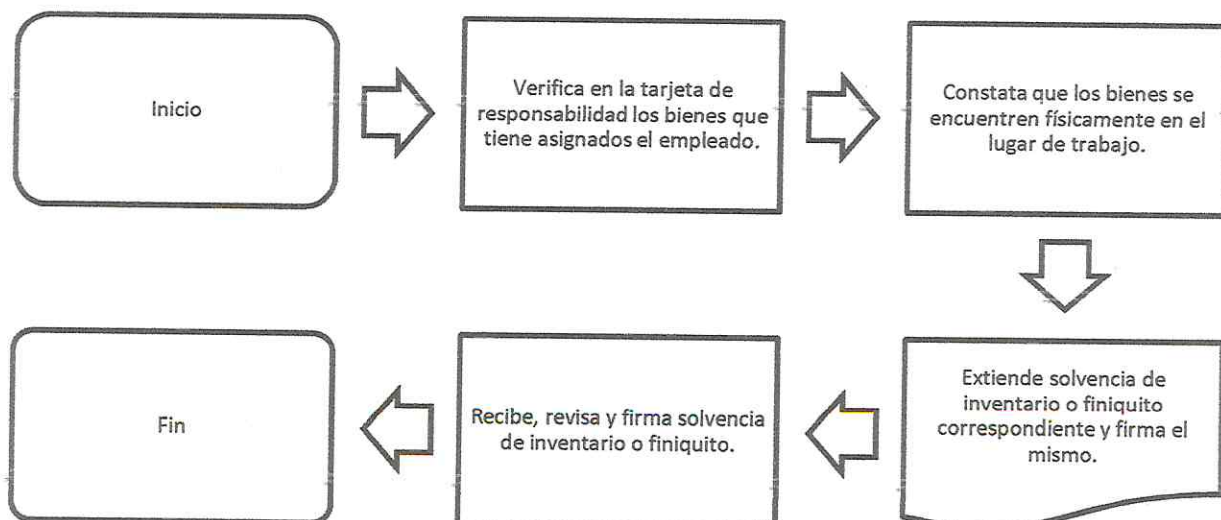 Inicio
Verifica en la tarjeta de
responsabilidad los bienes que
tiene asignados el empleado.
Constata que los bienes se
encuentren físicamente en el
lugar de trabajo.
Extiende solvencia de
inventario o finiquito
correspondiente y firma el
mismo.
Recibe, revisa y firma solvencia
de inventario o finiquito.
Fin